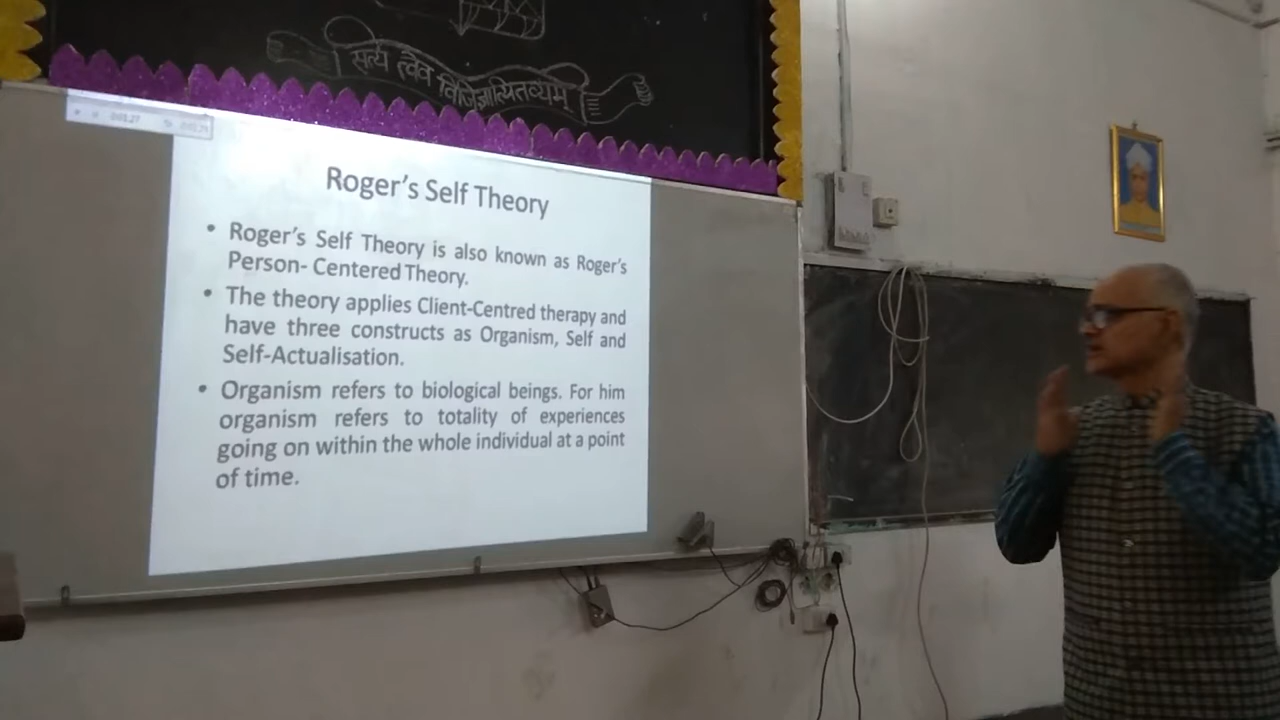 सत्य त्वेव विजिज्ञासितव्यम्
Roger's Self Theory
• Roger's Self Theory is also known as Roger's
Person- Centered Theory.
• The theory applies Client-Centred therapy and
have three constructs as Organism, Self and
Self-Actualisation.
• Organism refers to biological beings. For him
organism refers to totality of experiences
going on within the whole individual at a point
of time.